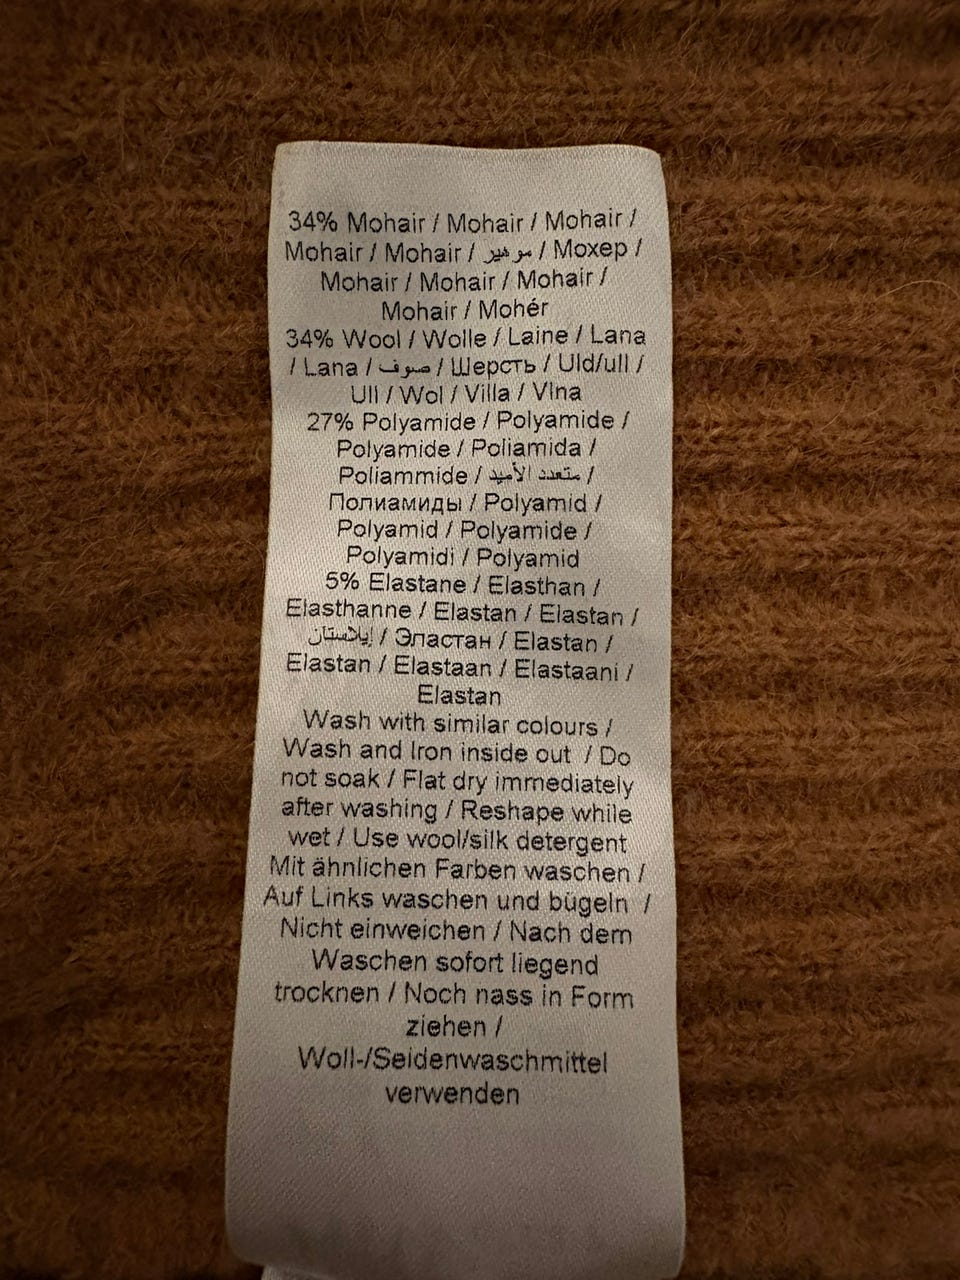 34% Mohair / Mohair / Mohair /
Mohair / Mohair / موهير / Мохер /
Mohair / Mohair / Mohair /
Mohair / Mohér
34% Wool / Wolle / Laine / Lana
/ Lana / صوف / Шерсть / Uld/ull /
Ull / Wol / Villa / Vlna
27% Polyamide / Polyamide /
Polyamide / Poliamida /
Poliammide / متعدد الأميد /
Полиамиды / Polyamid /
Polyamid / Polyamide /
Polyamidi / Polyamid
5% Elastane / Elasthan /
Elasthanne / Elastan / Elastan /
إيلاستان / Эластан / Elastan /
Elastan / Elastaan / Elastaani /
Elastan
Wash with similar colours /
Wash and Iron inside out / Do
not soak / Flat dry immediately
after washing / Reshape while
wet / Use wool/silk detergent
Mit ähnlichen Farben waschen /
Auf Links waschen und bügeln /
Nicht einweichen / Nach dem
Waschen sofort liegend
trocknen / Noch nass in Form
ziehen /
Woll-/Seidenwaschmittel
verwenden